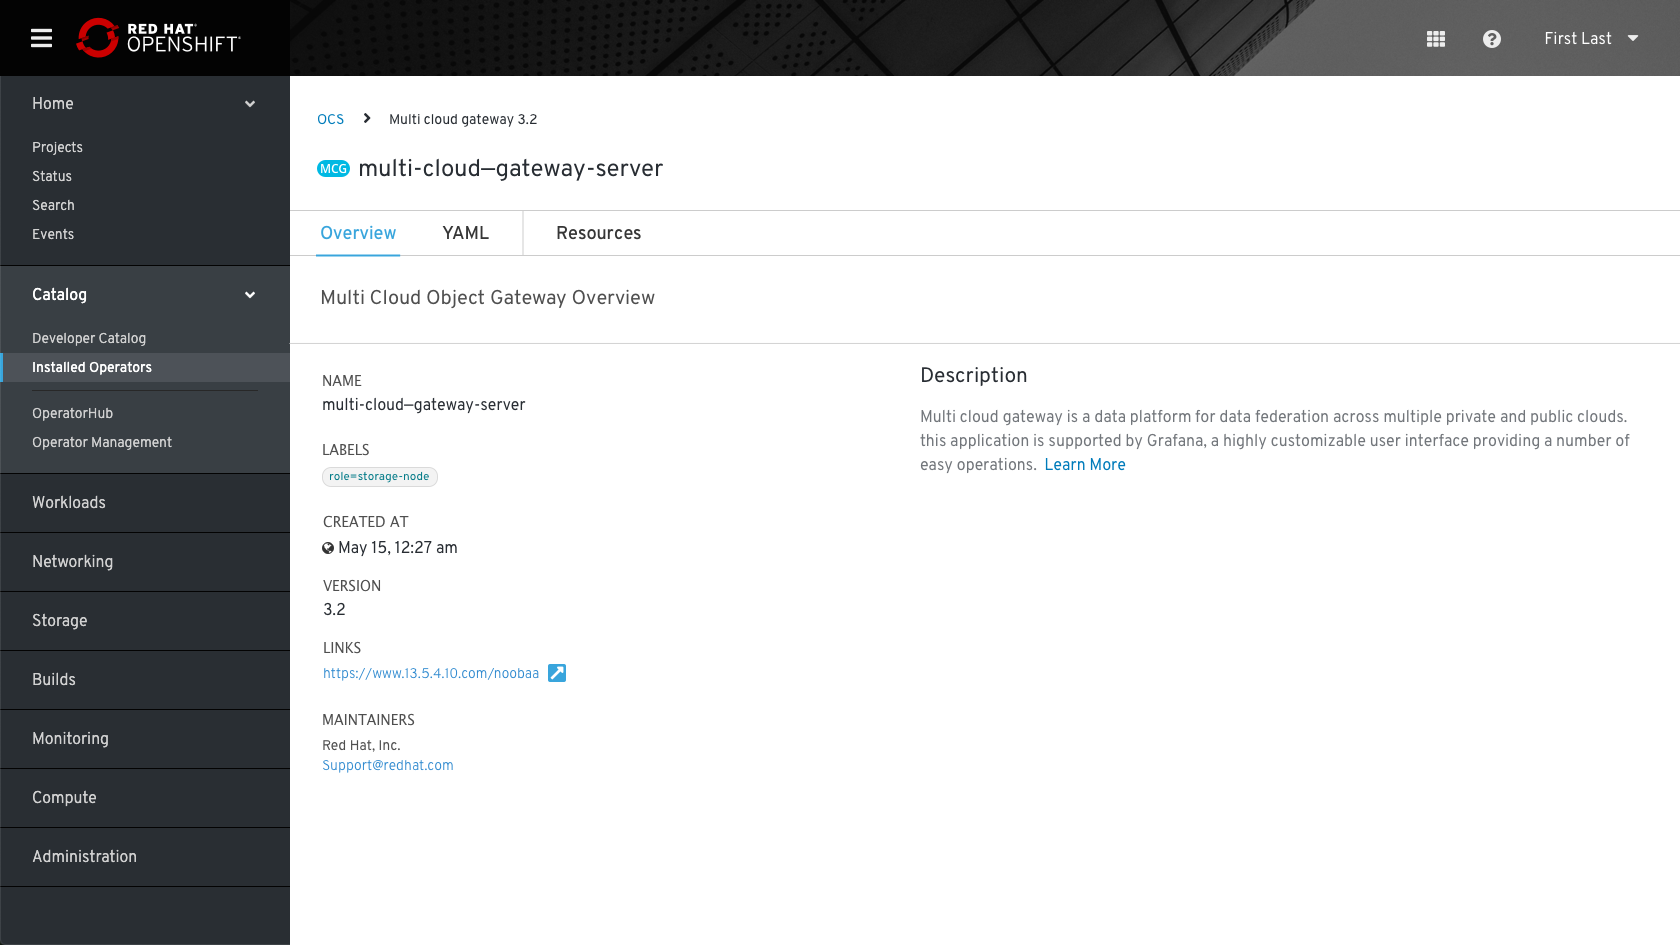 RED HAT®
OPENSHIFT®
First Last
Home
Projects
Status
Search
Events
Catalog
Developer Catalog
Installed Operators
OperatorHub
Operator Management
Workloads
Networking
Storage
Builds
Monitoring
Compute
Administration
OCS Multi cloud gateway 3.2
MCG multi-cloud—gateway-server
Overview YAML Resources
Multi Cloud Object Gateway Overview
NAME
multi-cloud—gateway-server
LABELS
role=storage-node
CREATED AT
May 15, 12:27 am
VERSION
3.2
LINKS
https://www.13.5.4.10.com/noobaa
MAINTAINERS
Red Hat, Inc.
Support@redhat.com
Description
Multi cloud gateway is a data platform for data federation across multiple private and public clouds.
this application is supported by Grafana, a highly customizable user interface providing a number of
easy operations. Learn More